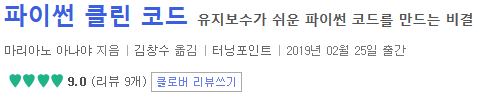 파이썬 클린 코드 유지보수가 쉬운 파이썬 코드를 만드는 비결
마리아노 아나야 지음 | 김창수 옮김 | 터닝포인트 | 2019년 02월 25일 출간
♥♥♥♥ 9.0 (리뷰 9개) 클로버 리뷰쓰기